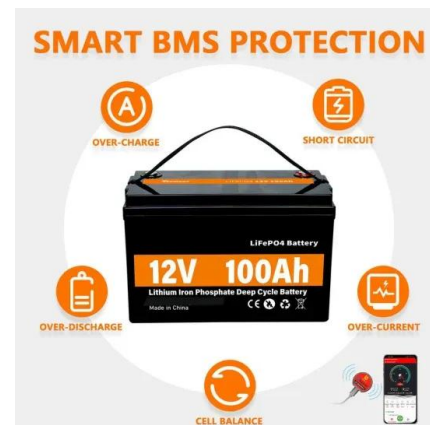 SMART BMS PROTECTION
OVER-CHARGE
SHORT CIRCUIT
LiFePO4 Battery
12V 100Ah
Lithium Iron Phosphate Deep Cycle Battery
Made in China
CE
OVER-DISCHARGE
OVER-CURRENT
CELL BALANCE